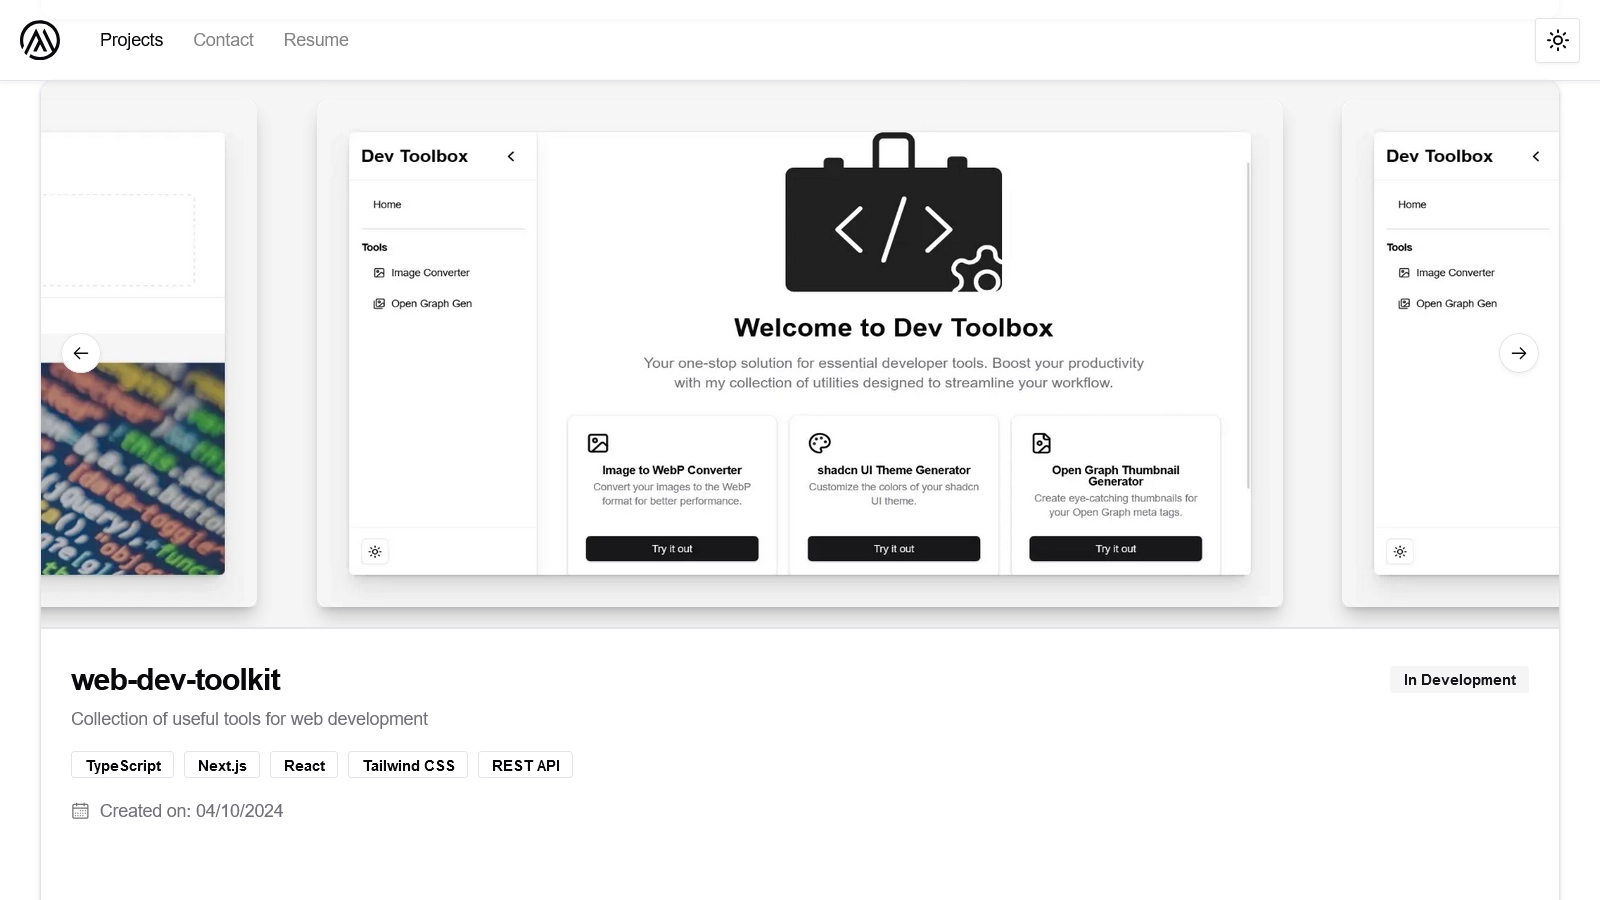 Projects Contact Resume
Dev Toolbox
Home
Tools
Image Converter
Open Graph Gen
</>
Welcome to Dev Toolbox
Your one-stop solution for essential developer tools. Boost your productivity
with my collection of utilities designed to streamline your workflow.
Image to WebP Converter
Convert your images to the WebP
format for better performance.
Try it out
shadcn UI Theme Generator
Customize the colors of your shadcn
UI theme.
Try it out
Open Graph Thumbnail
Generator
Create eye-catching thumbnails for
your Open Graph meta tags.
Try it out
Dev Toolbox
Home
Tools
Image Converter
Open Graph Gen
web-dev-toolkit
In Development
Collection of useful tools for web development
TypeScript Next.js React Tailwind CSS REST API
Created on: 04/10/2024